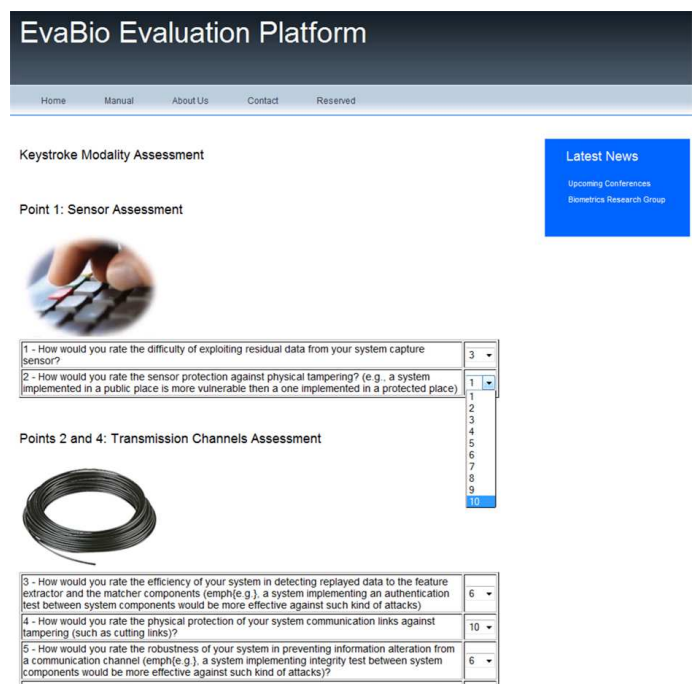 EvaBio Evaluation Platform
Home Manual About Us Contact Reserved
Keystroke Modality Assessment
Latest News
Upcoming Conferences
Biometrics Research Group
Point 1: Sensor Assessment
1 - How would you rate the difficulty of exploiting residual data from your system capture
sensor?
3
2 - How would you rate the sensor protection against physical tampering? (e.g., a system
implemented in a public place is more vulnerable then a one implemented in a protected place)
1
1
2
3
4
5
6
7
8
9
10
Points 2 and 4: Transmission Channels Assessment
3 - How would you rate the efficiency of your system in detecting replayed data to the feature
extractor and the matcher components (emph{e.g.}, a system implementing an authentication
test between system components would be more effective against such kind of attacks)
6
4 - How would you rate the physical protection of your system communication links against
tampering (such as cutting links)?
10
5 - How would you rate the robustness of your system in preventing information alteration from
a communication channel (emph{e.g.}, a system implementing integrity test between system
components would be more effective against such kind of attacks)?
6